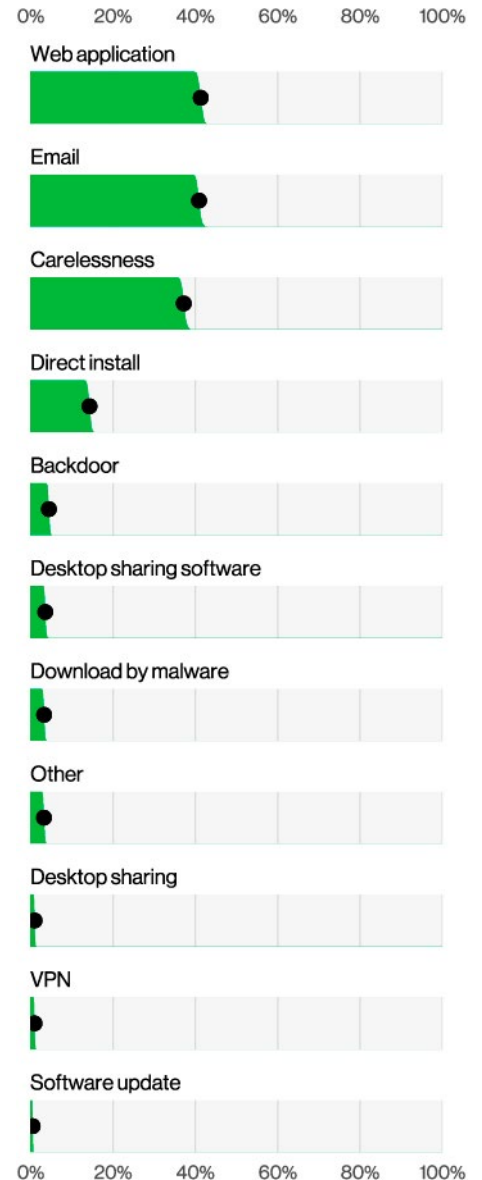 0% 20% 40% 60% 80% 100%
Web application
Email
Carelessness
Direct install
Backdoor
Desktop sharing software
Download by malware
Other
Desktop sharing
VPN
Software update
0% 20% 40% 60% 80% 100%